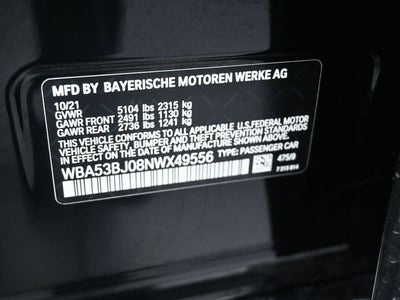 MFD BY BAYERISCHE MOTOREN WERKE AG
10/21
GVWR 5104 lbs 2315 kg
GAWR FRONT 2491 lbs 1130 kg
GAWR REAR 2736 lbs 1241 kg
THIS VEHICLE CONFORMS TO ALL APPLICABLE U.S.FEDERAL MOTOR
VEHICLE SAFETY, BUMPER, AND THEFT PREVENTION STANDARDS IN
EFFECT ON THE DATE OF MANUFACTURE SHOWN ABOVE.
WBA53BJ08NWX49556 TYPE: PASSENGER CAR
475/9